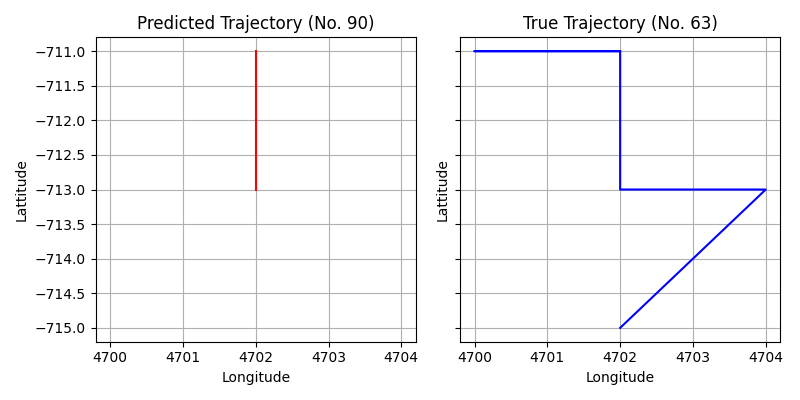 Predicted Trajectory (No. 90)
True Trajectory (No. 63)
Lattitude
−711.0
−711.5
−712.0
−712.5
−713.0
−713.5
−714.0
−714.5
−715.0
4700 4701 4702 4703 4704
Longitude
Lattitude
4700 4701 4702 4703 4704
Longitude